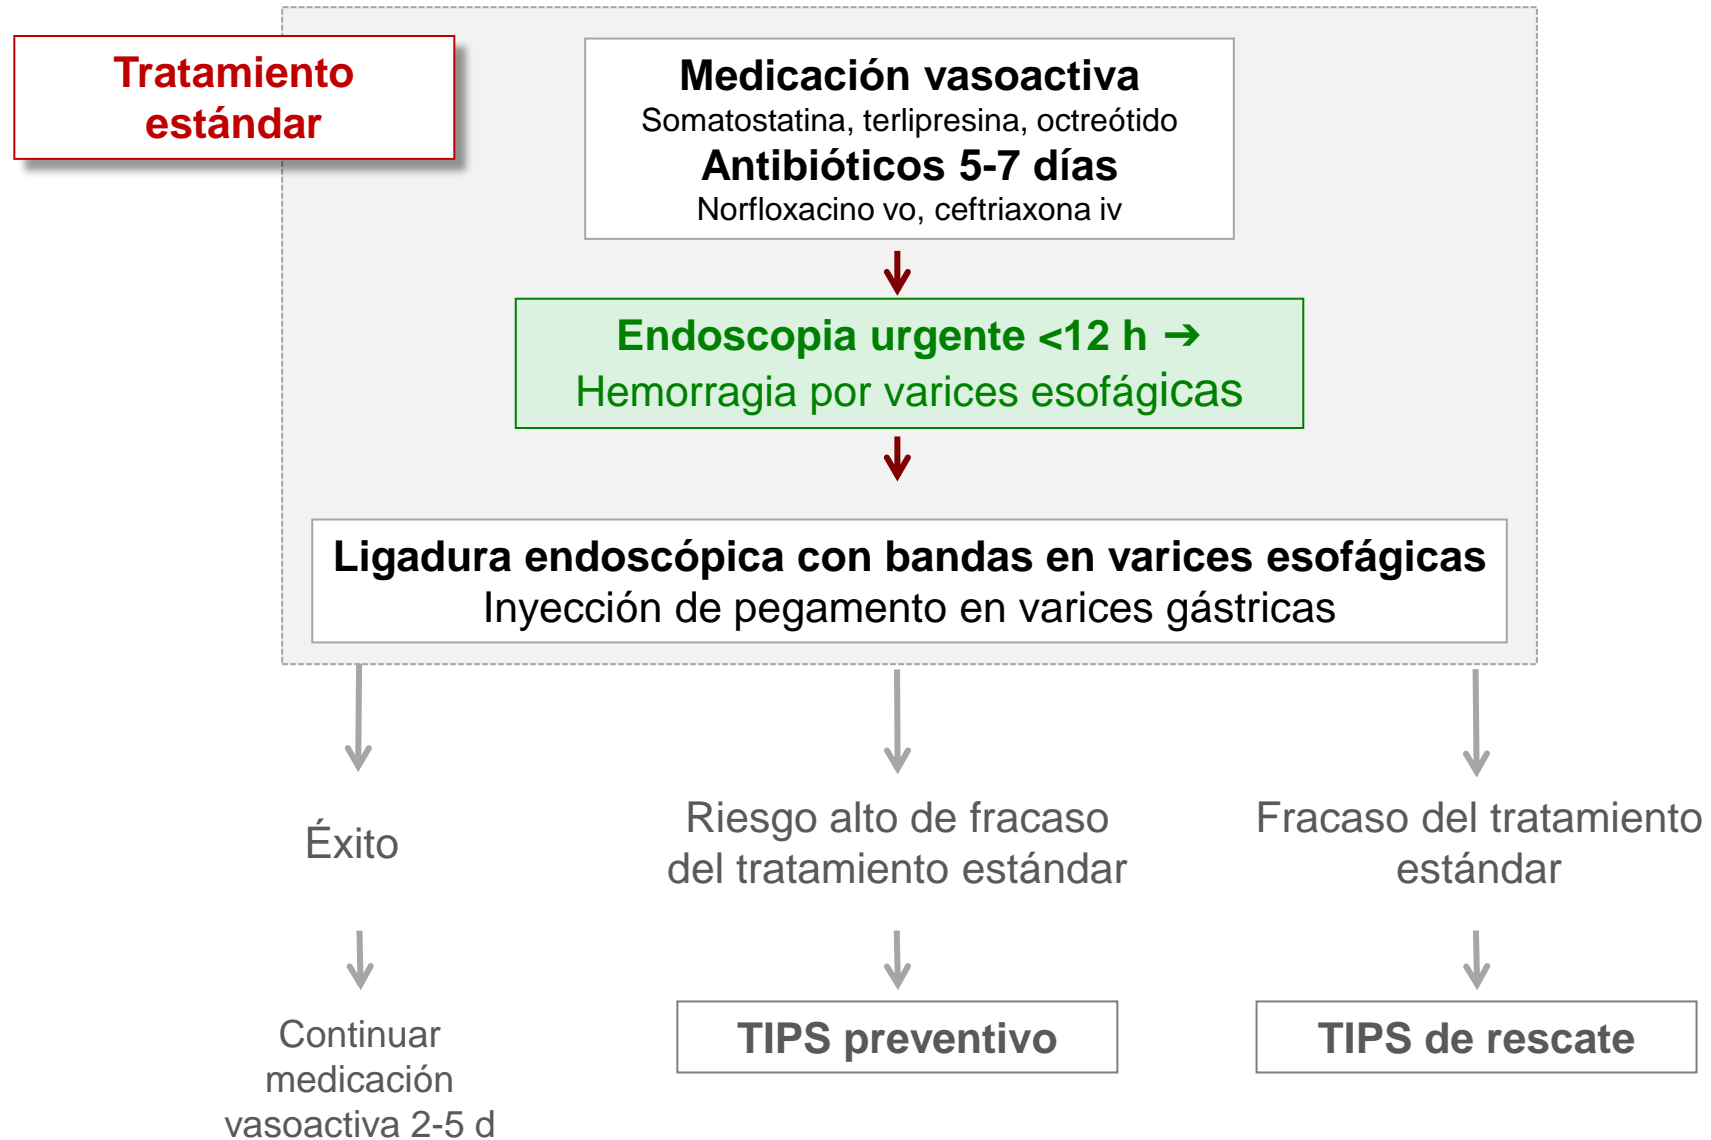 Tratamiento
estándar
Medicación vasoactiva
Somatostatina, terlipresina, octreótido
Antibióticos 5-7 días
Norfloxacino vo, ceftriaxona iv
Endoscopia urgente <12 h ➔
Hemorragia por varices esofágicas
Ligadura endoscópica con bandas en varices esofágicas
Inyección de pegamento en varices gástricas
Éxito
Riesgo alto de fracaso
del tratamiento estándar
Fracaso del tratamiento
estándar
Continuar
medicación
vasoactiva 2-5 d
TIPS preventivo
TIPS de rescate